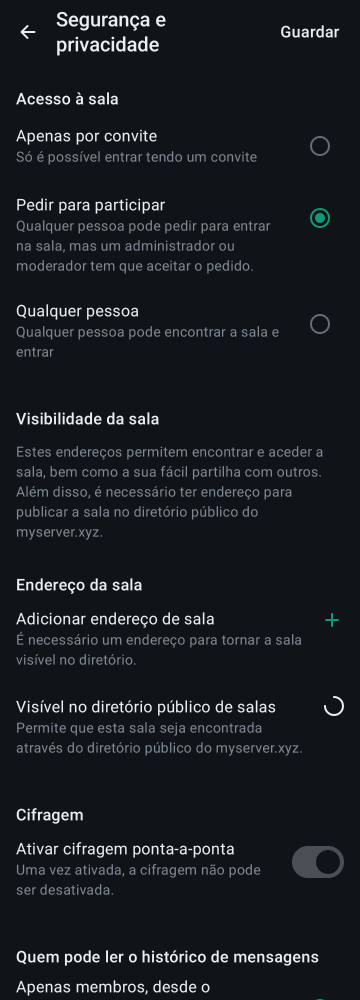 Segurança e
privacidade
Guardar
Acesso à sala
Apenas por convite
Só é possível entrar tendo um convite
Pedir para participar
Qualquer pessoa pode pedir para entrar
na sala, mas um administrador ou
moderador tem que aceitar o pedido.
Qualquer pessoa
Qualquer pessoa pode encontrar a sala e
entrar
Visibilidade da sala
Estes endereços permitem encontrar e aceder a
sala, bem como a sua fácil partilha com outros.
Além disso, é necessário ter endereço para
publicar a sala no diretório público do
myserver.xyz.
Endereço da sala
Adicionar endereço de sala
É necessário um endereço para tornar a sala
visível no diretório.
Visível no diretório público de salas
Permite que esta sala seja encontrada
através do diretório público do myserver.xyz.
Cifragem
Ativar cifragem ponta-a-ponta
Uma vez ativada, a cifragem não pode
ser desativada.
Quem pode ler o histórico de mensagens
Apenas membros, desde o